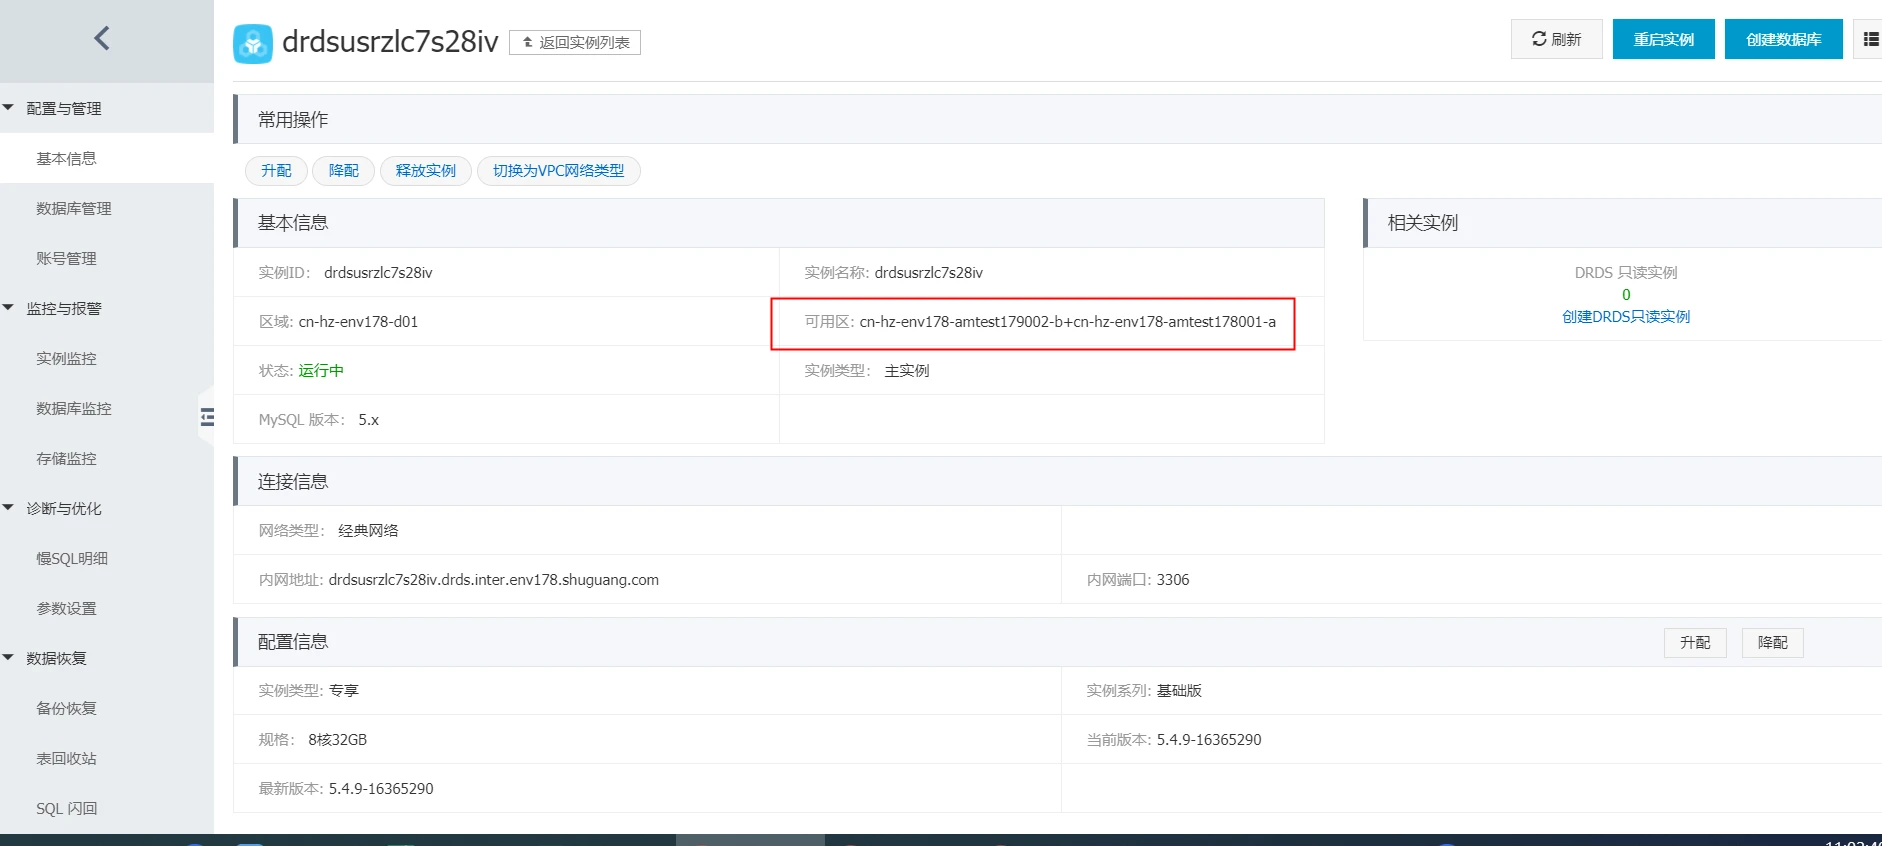 drdsusrzlc7s28iv 返回实例列表 刷新 重启实例 创建数据库
配置与管理
基本信息
数据库管理
账号管理
监控与报警
实例监控
数据库监控
存储监控
诊断与优化
慢SQL明细
参数设置
数据恢复
备份恢复
表回收站
SQL 闪回
常用操作
升配 降配 释放实例 切换为VPC网络类型
基本信息
实例ID: drdsusrzlc7s28iv 实例名称: drdsusrzlc7s28iv
区域: cn-hz-env178-d01 可用区: cn-hz-env178-amtest179002-b+cn-hz-env178-amtest178001-a
状态: 运行中 实例类型: 主实例
MySQL 版本: 5.x
相关实例
DRDS 只读实例
0
创建DRDS只读实例
连接信息
网络类型: 经典网络
内网地址: drdsusrzlc7s28iv.drds.inter.env178.shuguang.com 内网端口: 3306
配置信息 升配 降配
实例类型: 专享 实例系列: 基础版
规格: 8核32GB 当前版本: 5.4.9-16365290
最新版本: 5.4.9-16365290